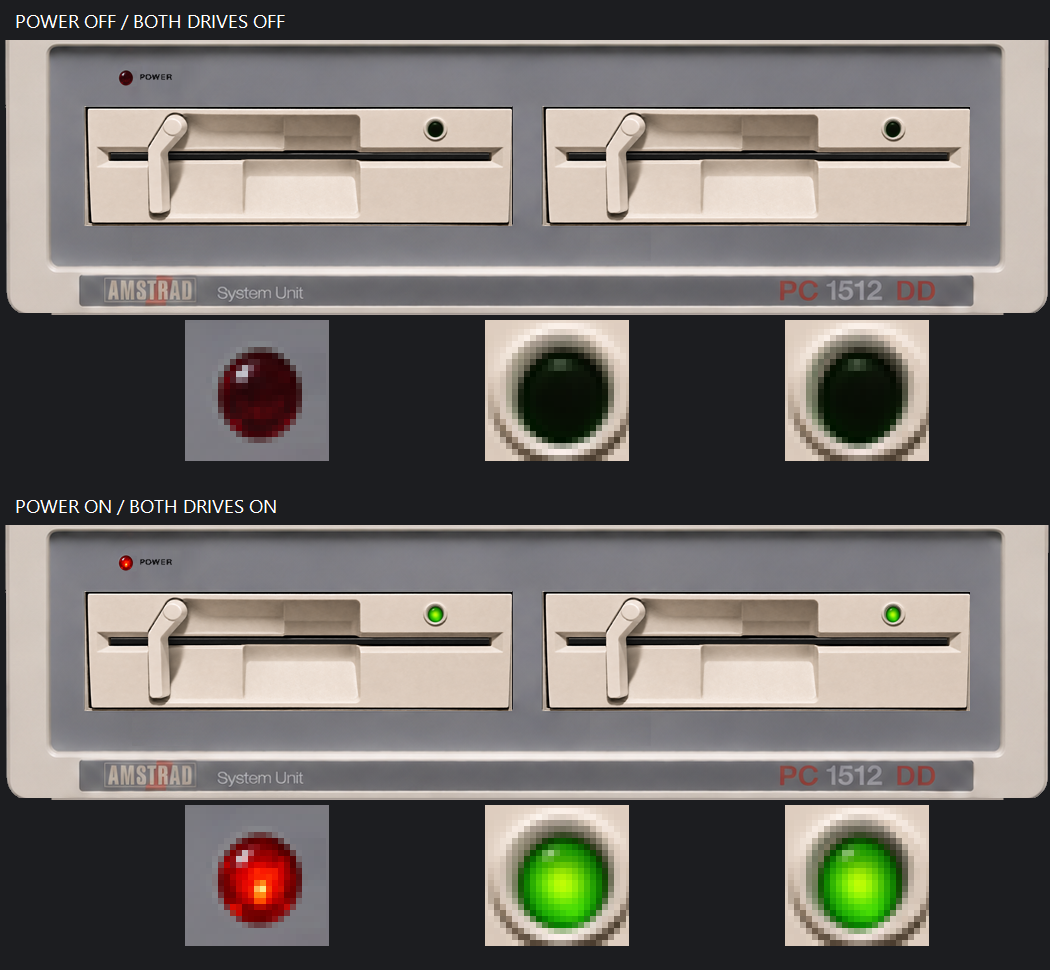 POWER OFF / BOTH DRIVES OFF
POWER
AMSTRAD System Unit PC 1512 DD
POWER ON / BOTH DRIVES ON
POWER
AMSTRAD System Unit PC 1512 DD